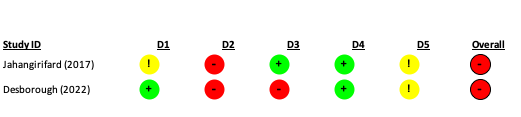 Study ID D1 D2 D3 D4 D5 Overall
Jahangirifard (2017) ! - + + ! -
Desborough (2022) + - - + ! -